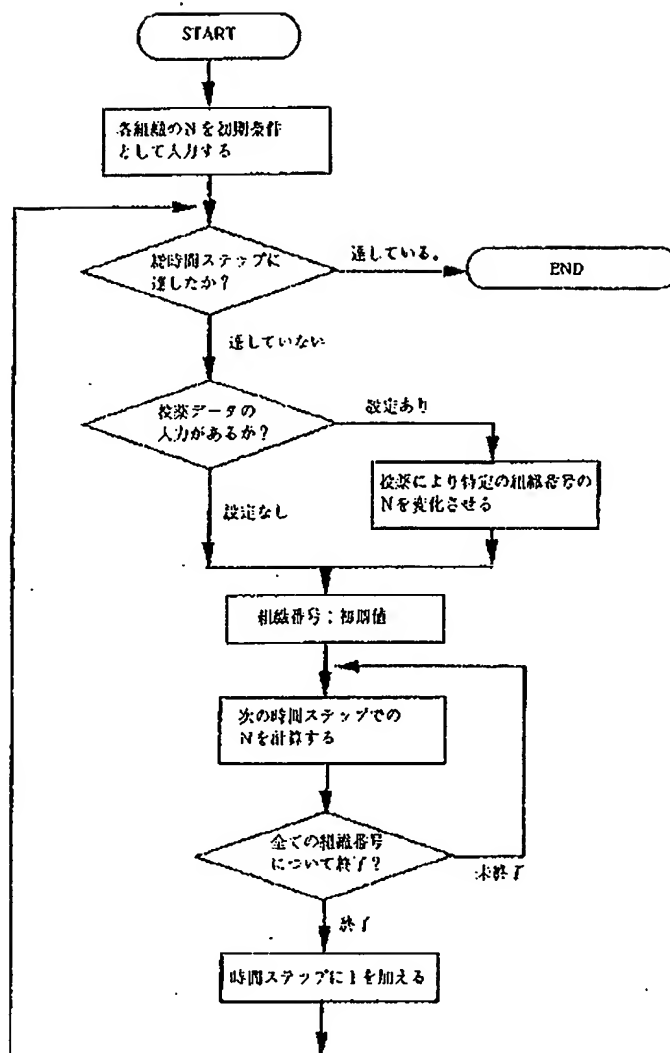 START
各組織のNを初期条件
として入力する
総時間ステップに
達したか?
達している。
END
達していない
投薬データの
入力があるか?
設定あり
投薬により特定の組織番号の
Nを変化させる
設定なし
組織番号:初期値
次の時間ステップでの
Nを計算する
全ての組織番号
について終了?
未終了
終了
時間ステップに1を加える